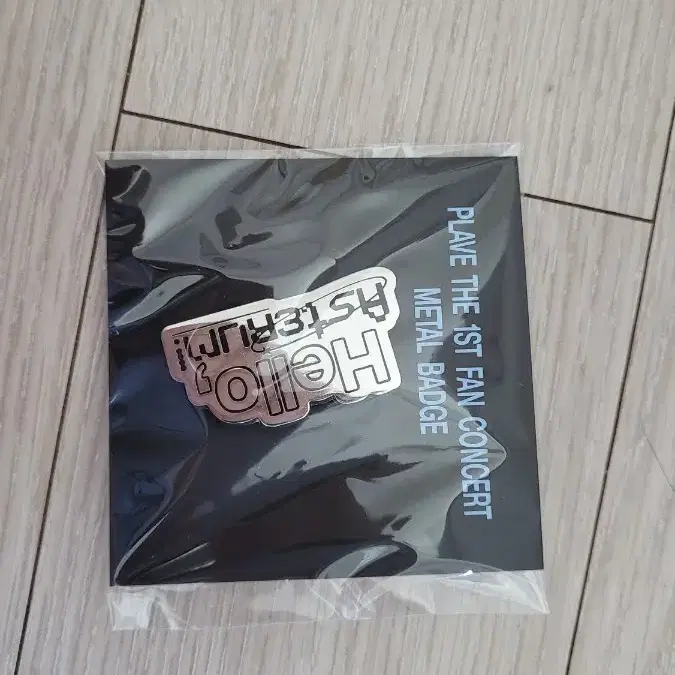 PLAVE THE 1ST FAN CONCERT
METAL BADGE
Hello,
ASTERUM!